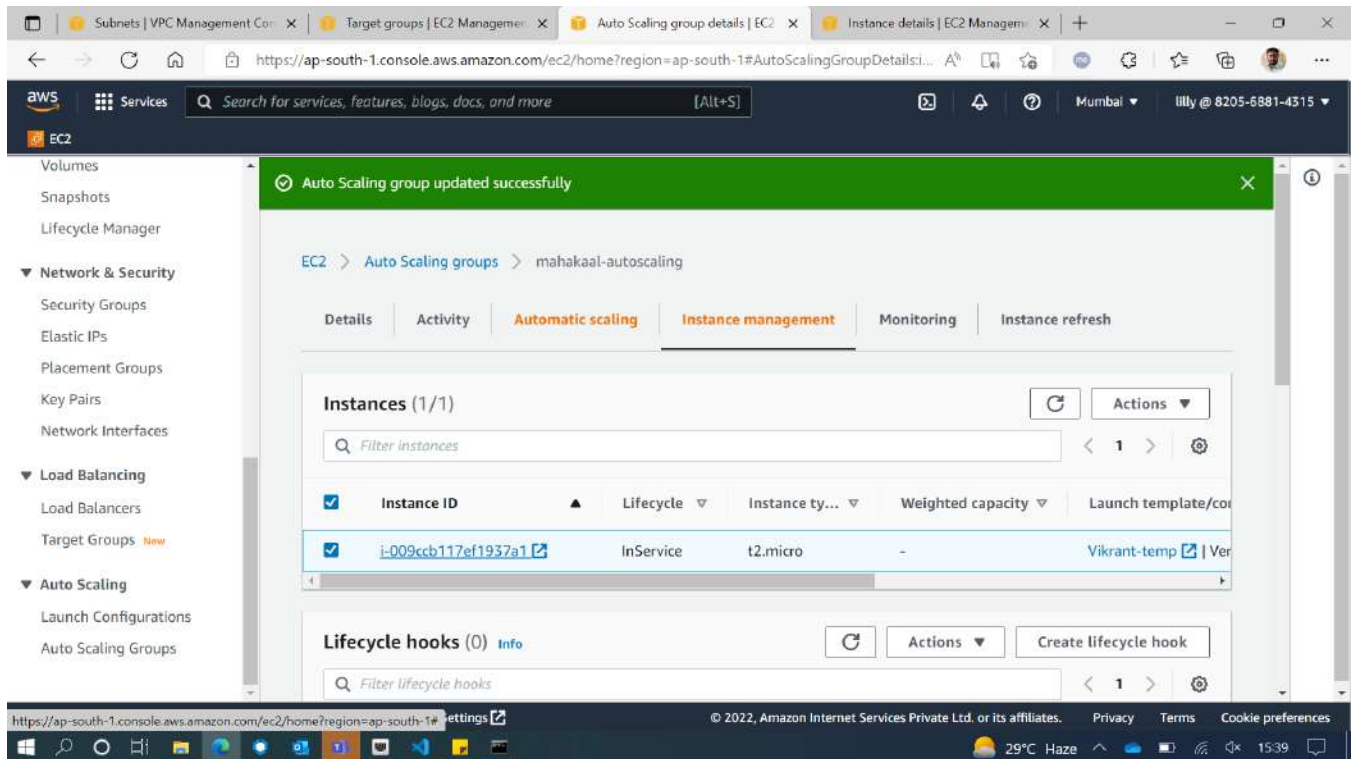 Subnets | VPC Management Con
Target groups | EC2 Managemen
Auto Scaling group details | EC2
Instance details | EC2 Managem
https://ap-south-1.console.aws.amazon.com/ec2/home?region=ap-south-1#AutoScalingGroupDetails:i...
aws
Services
Search for services, features, blogs, docs, and more
[Alt+S]
Mumbai
lilly @ 8205-6881-4315
EC2
Volumes
Snapshots
Lifecycle Manager
Network & Security
Security Groups
Elastic IPs
Placement Groups
Key Pairs
Network Interfaces
Load Balancing
Load Balancers
Target Groups New
Auto Scaling
Launch Configurations
Auto Scaling Groups
Auto Scaling group updated successfully
EC2 > Auto Scaling groups > mahakaal-autoscaling
Details
Activity
Automatic scaling
Instance management
Monitoring
Instance refresh
Instances (1/1)
Actions
Filter instances
1
Instance ID
Lifecycle
Instance ty...
Weighted capacity
Launch template/co
i-009ccb117ef1937a1
InService
t2.micro
-
Vikrant-temp | Ver
Lifecycle hooks (0) Info
Actions
Create lifecycle hook
Filter lifecycle hooks
1
https://ap-south-1.console.aws.amazon.com/ec2/home?region=ap-south-1#
ettings
© 2022, Amazon Internet Services Private Ltd. or its affiliates.
Privacy
Terms
Cookie preferences
29°C Haze
15:39